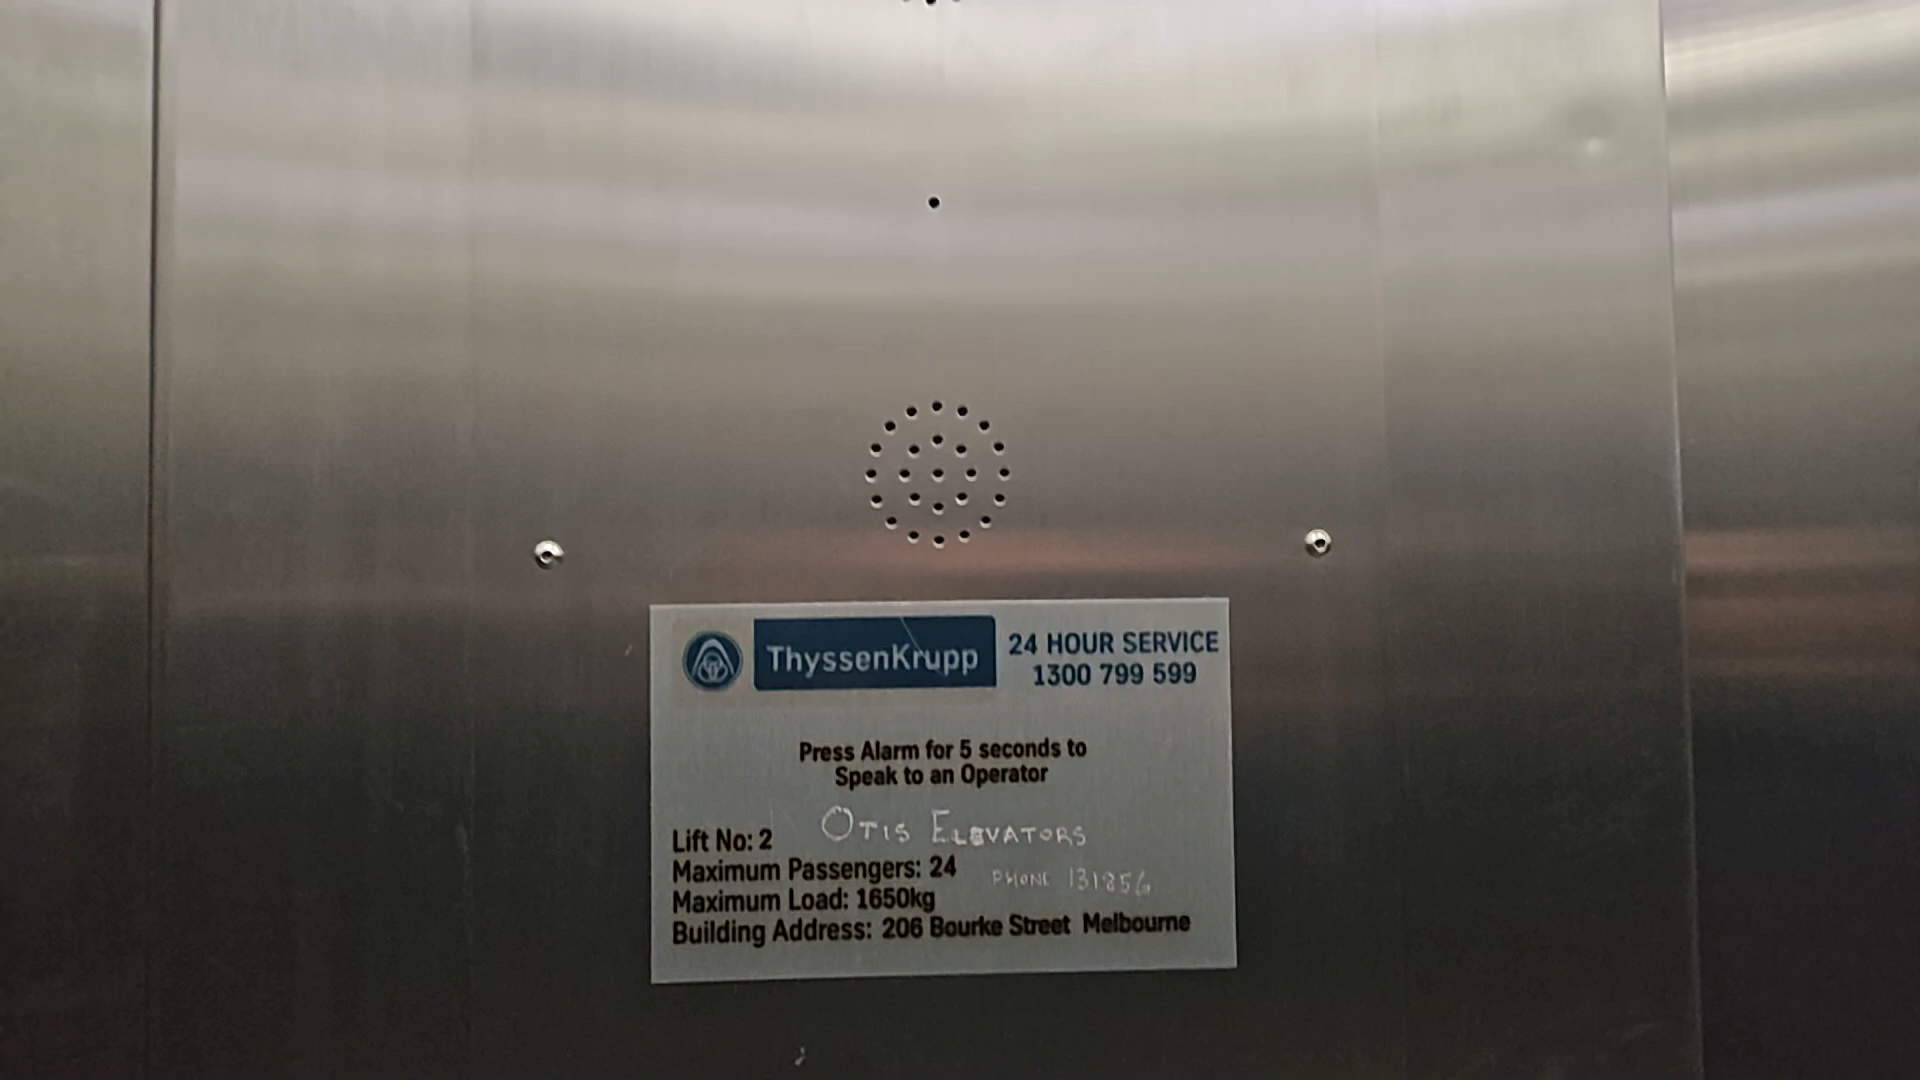 ThyssenKrupp
24 HOUR SERVICE
1300 799 599
Press Alarm for 5 seconds to
Speak to an Operator
OTIS ELEVATORS
Lift No: 2
Maximum Passengers: 24
PHONE 131856
Maximum Load: 1650kg
Building Address: 206 Bourke Street Melbourne